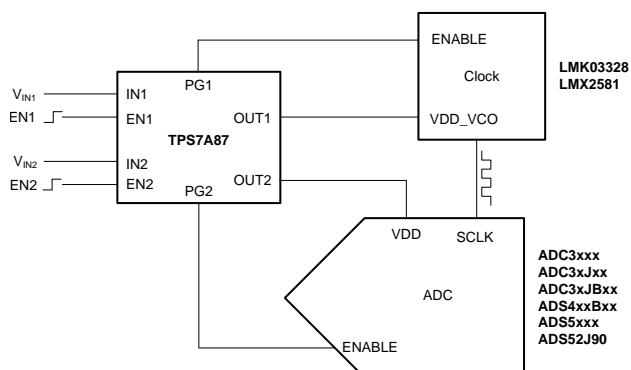 ENABLE
Clock
LMK03328
LMX2581
PG1
VIN1
IN1
EN1
EN1
OUT1
VDD_VCO
TPS7A87
VIN2
IN2
EN2
EN2
OUT2
PG2
VDD
SCLK
ADC
ENABLE
ADC3xxx
ADC3xJxx
ADC3xJBxx
ADS4xxBxx
ADS5xxx
ADS52J90